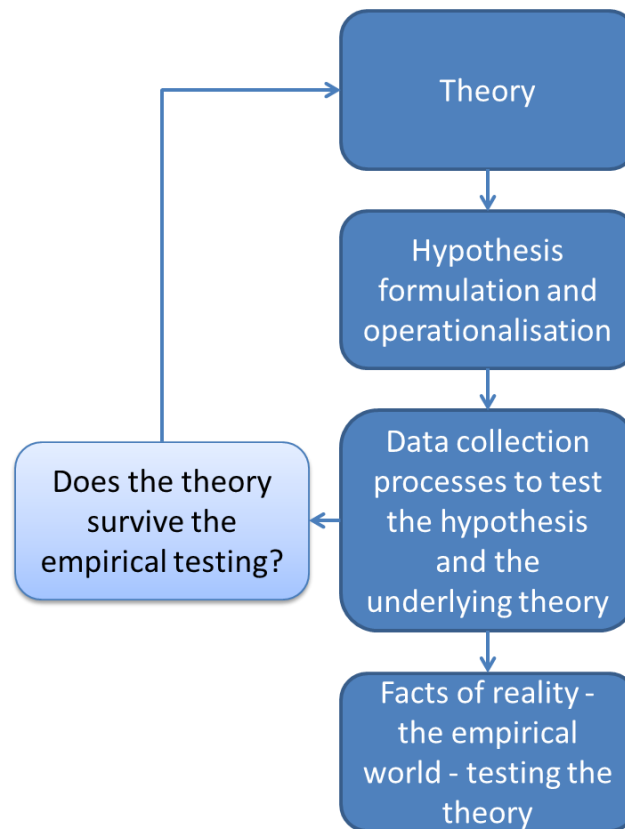 Theory
Hypothesis
formulation and
operationalisation
Data collection
processes to test
the hypothesis
and the
underlying theory
Does the theory
survive the
empirical testing?
Facts of reality -
the empirical
world - testing the
theory